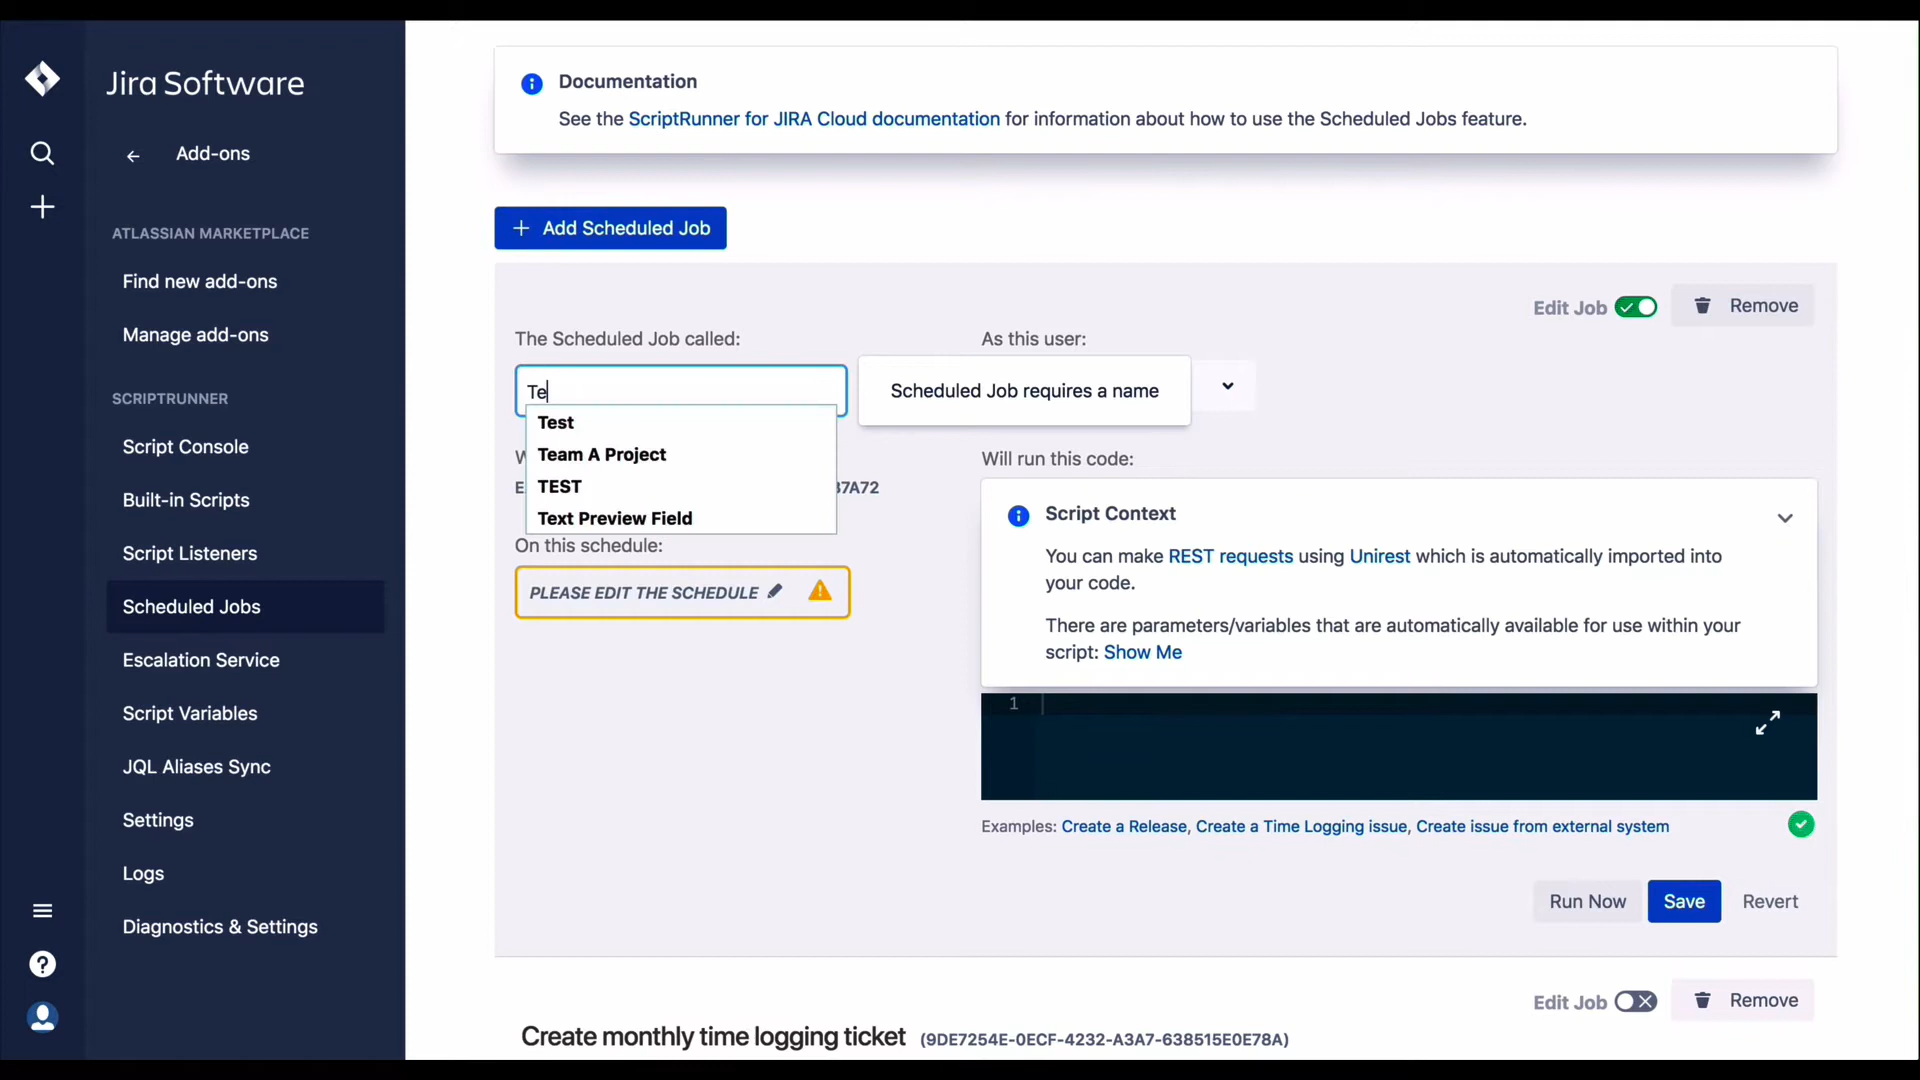 Jira Software
Add-ons
ATLASSIAN MARKETPLACE
Find new add-ons
Manage add-ons
SCRIPTRUNNER
Script Console
Built-in Scripts
Script Listeners
Scheduled Jobs
Escalation Service
Script Variables
JQL Aliases Sync
Settings
Logs
Diagnostics & Settings
Documentation
See the ScriptRunner for JIRA Cloud documentation for information about how to use the Scheduled Jobs feature.
Add Scheduled Job
Edit Job
Remove
The Scheduled Job called:
Te
Test
Team A Project
TEST
Text Preview Field
37A72
On this schedule:
PLEASE EDIT THE SCHEDULE
As this user:
Scheduled Job requires a name
Will run this code:
Script Context
You can make REST requests using Unirest which is automatically imported into
your code.
There are parameters/variables that are automatically available for use within your
script: Show Me
1
Examples: Create a Release, Create a Time Logging issue, Create issue from external system
Run Now
Save
Revert
Edit Job
Remove
Create monthly time logging ticket (9DE7254E-0ECF-4232-A3A7-638515E0E78A)